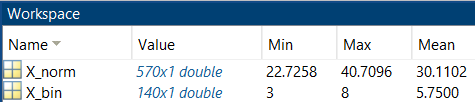 Workspace
Name Value Min Max Mean
X_norm 570x1 double 22.7258 40.7096 30.1102
X_bin 140x1 double 3 8 5.7500